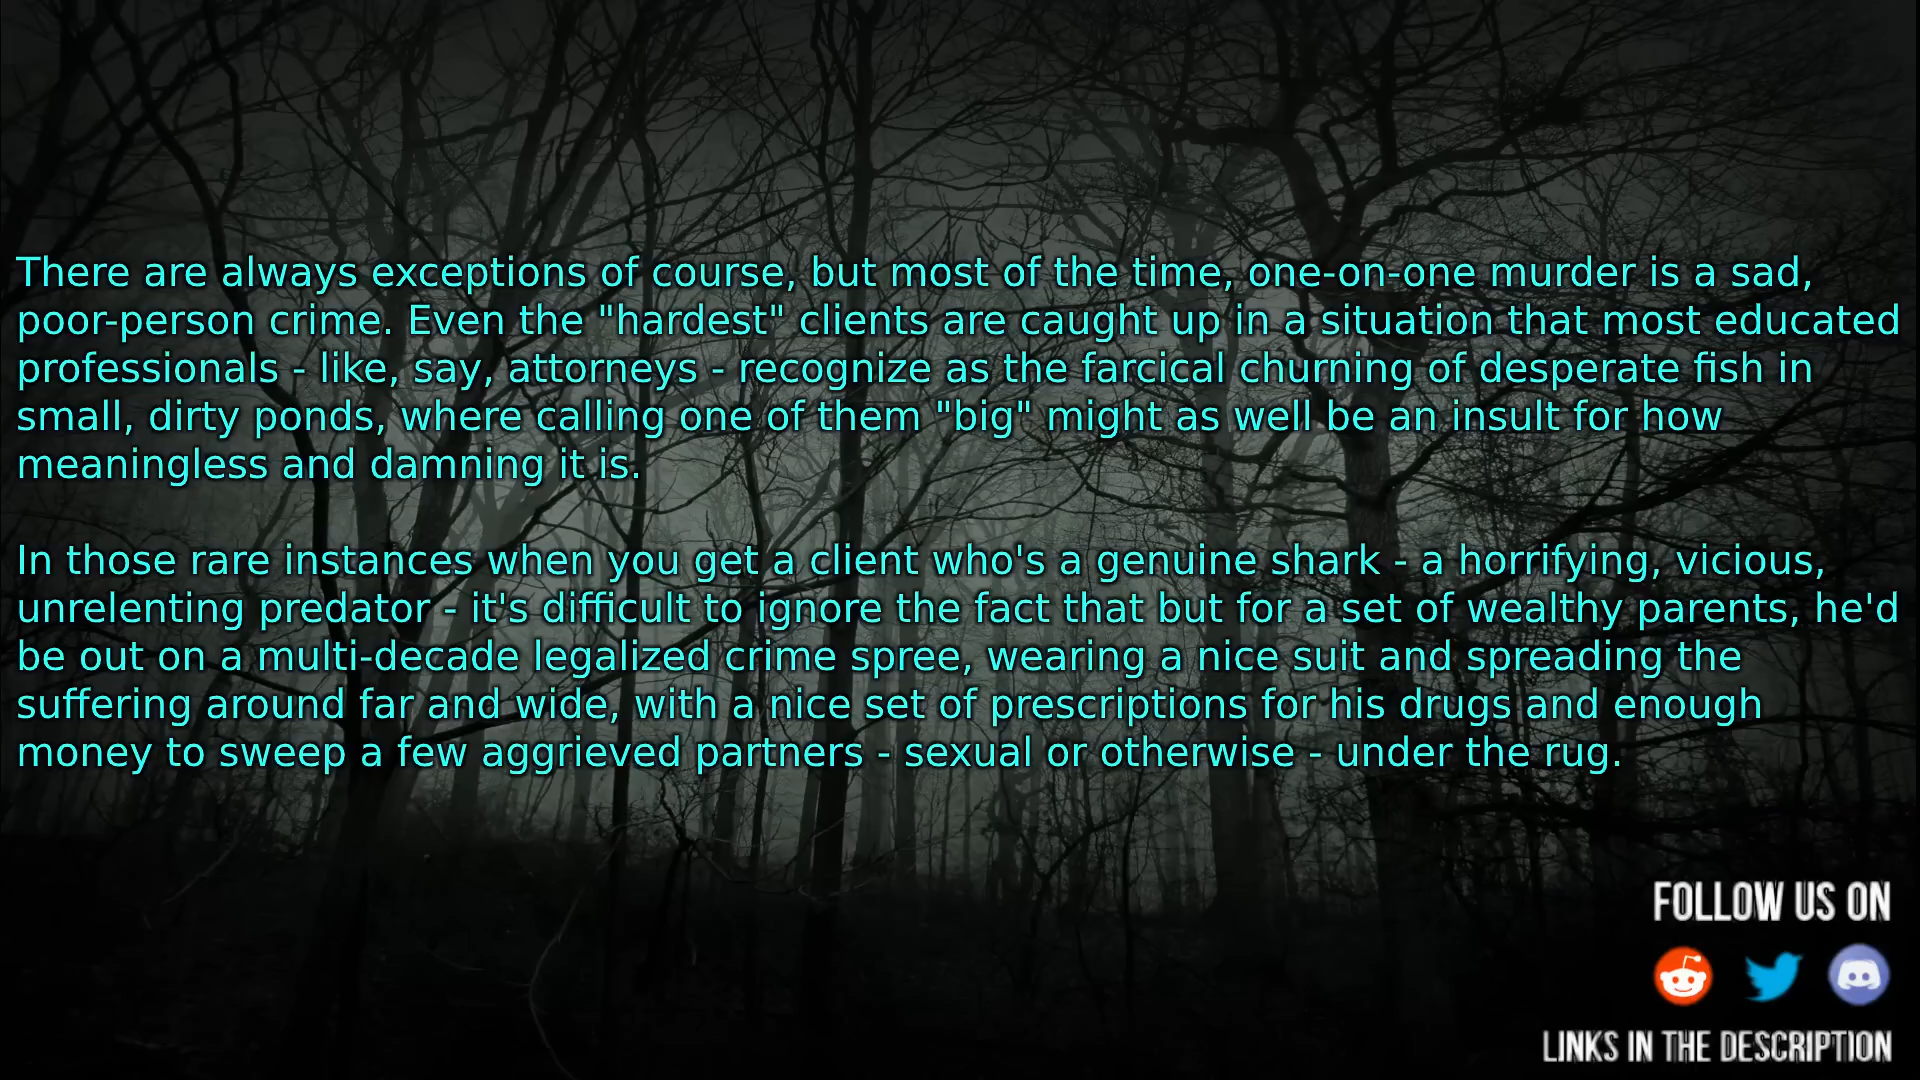 There are always exceptions of course, but most of the time, one-on-one murder is a sad,
poor-person crime. Even the "hardest" clients are caught up in a situation that most educated
professionals - like, say, attorneys - recognize as the farcical churning of desperate fish in
small, dirty ponds, where calling one of them "big" might as well be an insult for how
meaningless and damning it is.
In those rare instances when you get a client who's a genuine shark - a horrifying, vicious,
unrelenting predator - it's difficult to ignore the fact that but for a set of wealthy parents, he'd
be out on a multi-decade legalized crime spree, wearing a nice suit and spreading the
suffering around far and wide, with a nice set of prescriptions for his drugs and enough
money to sweep a few aggrieved partners - sexual or otherwise - under the rug.
FOLLOW US ON
LINKS IN THE DESCRIPTION